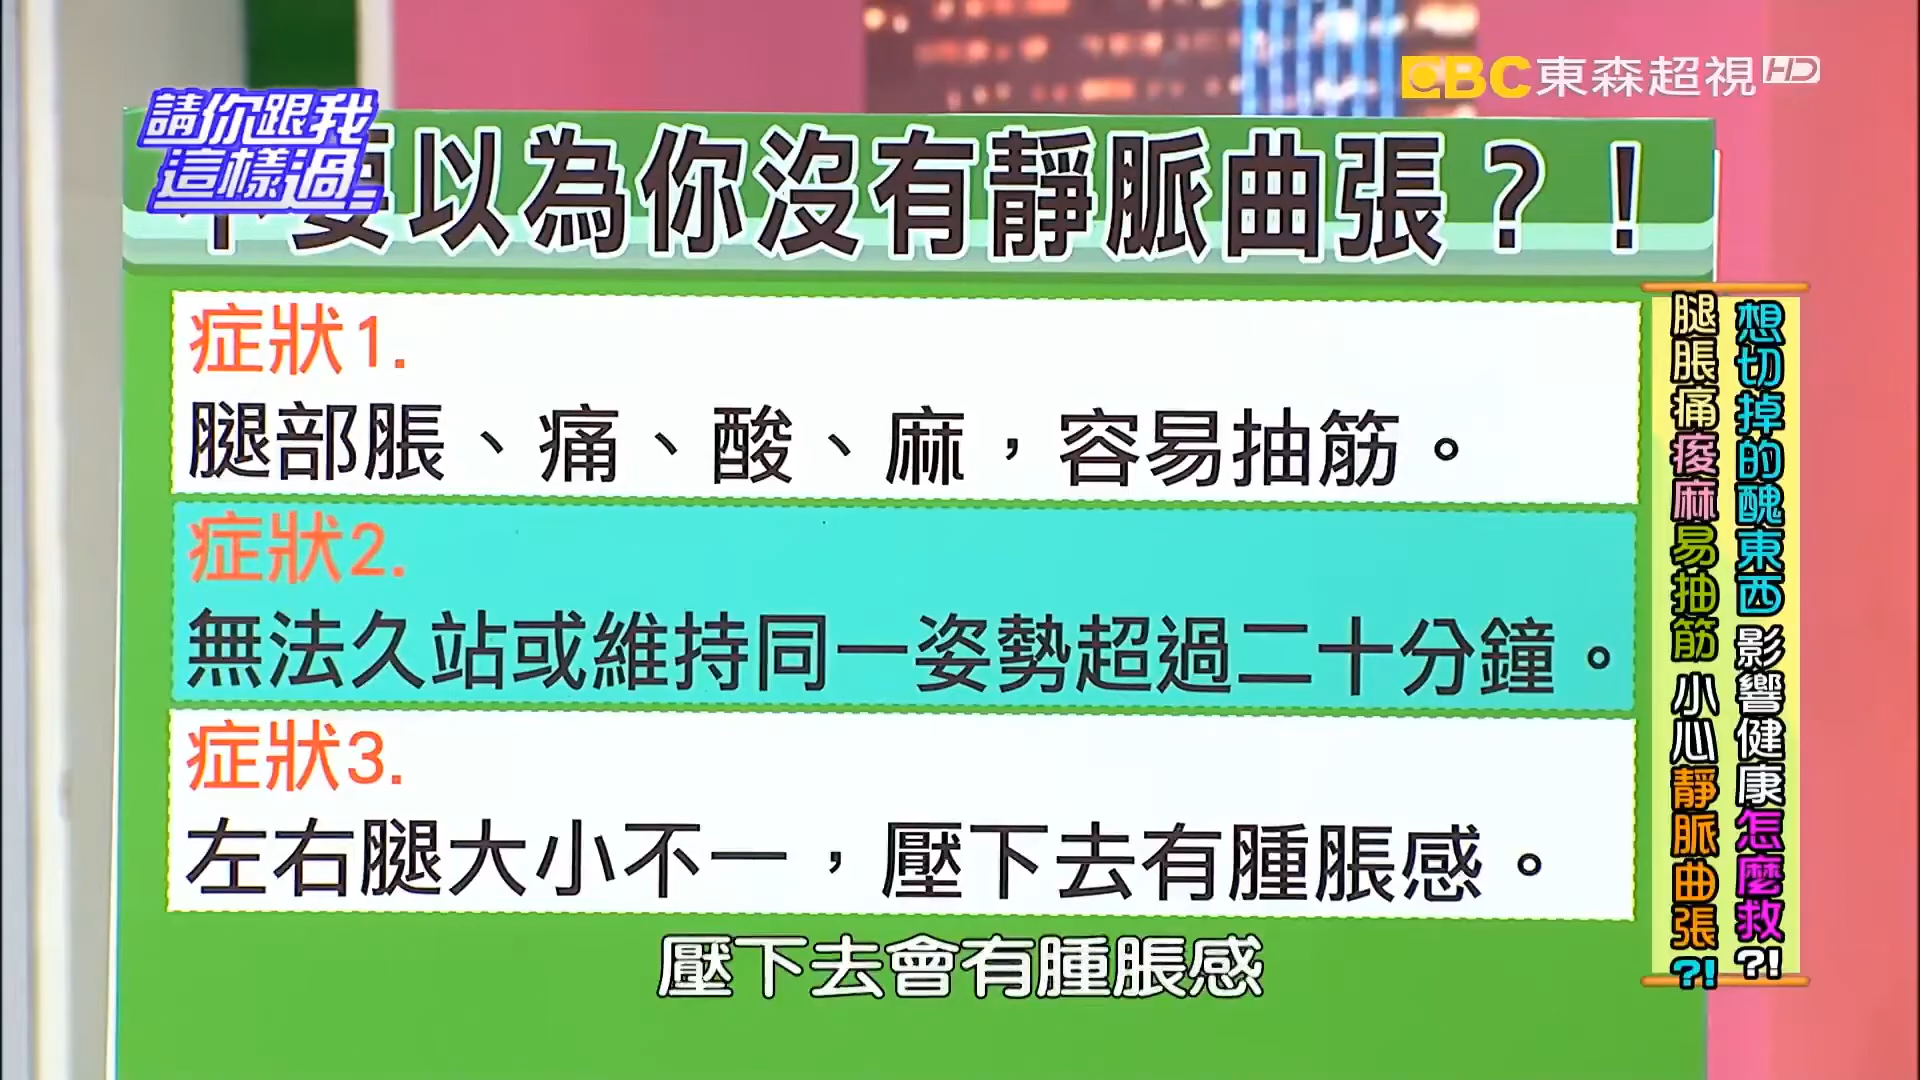 EBC東森超視HD
請你跟我
這樣過
不要以為你沒有靜脈曲張？！
症狀1.
腿部脹、痛、酸、麻，容易抽筋。
症狀2.
無法久站或維持同一姿勢超過二十分鐘。
症狀3.
左右腿大小不一，壓下去有腫脹感。
想切掉的醜東西 影響健康怎麼救?!
腿脹痛痠麻易抽筋 小心靜脈曲張?!
壓下去會有腫脹感